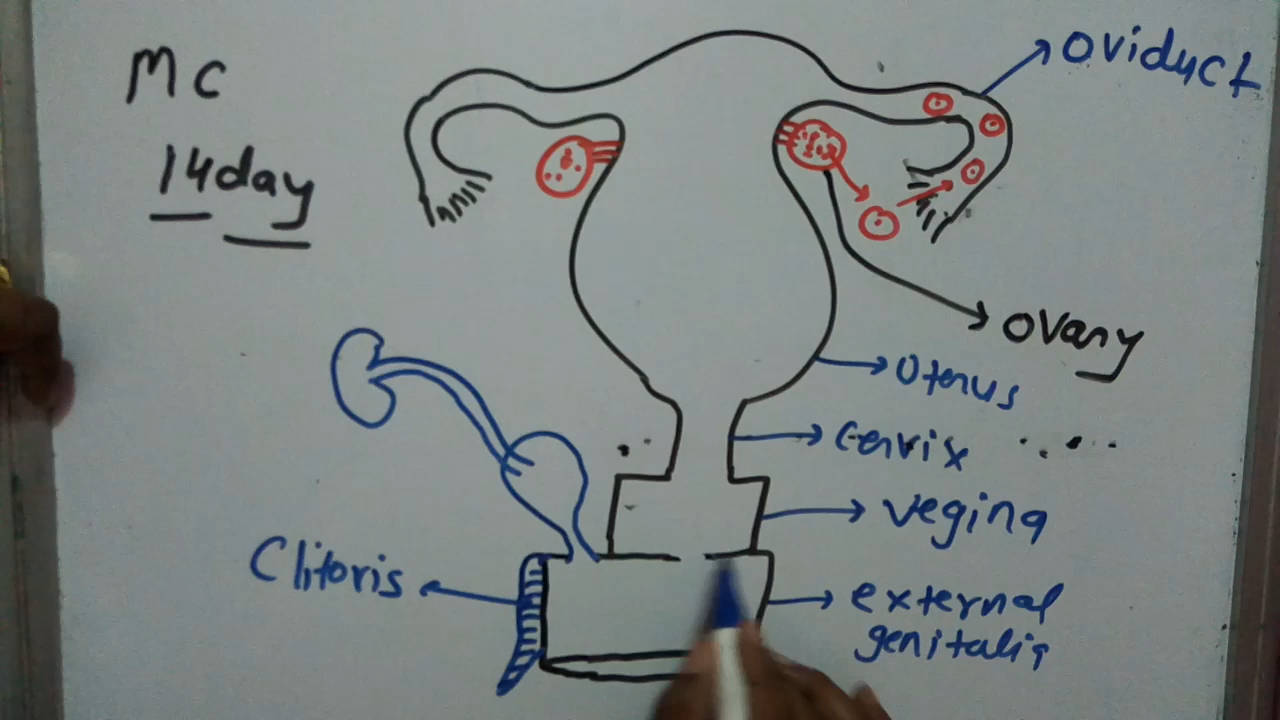 MC
14day
oviduct
ovary
Uterus
Cervix
Vegina
Clitoris
external
genitalia